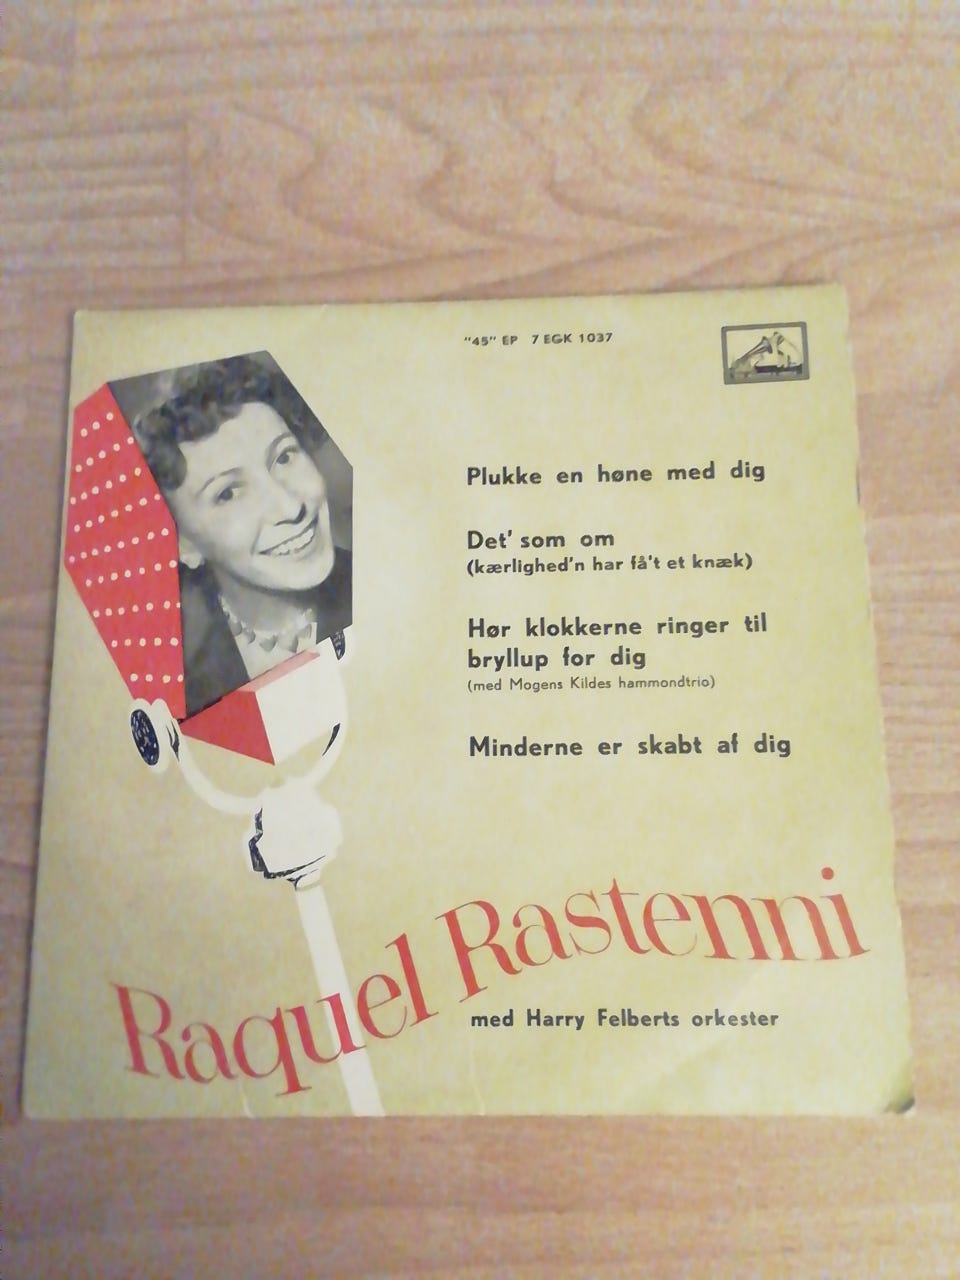 "45" EP 7 EGK 1037
Plukke en høne med dig
Det' som om
(kærlighed'n har få't et knæk)
Hør klokkerne ringer til
bryllup for dig
(med Mogens Kildes hammondtrio)
Minderne er skabt af dig
Raquel Rastenni
med Harry Felberts orkester